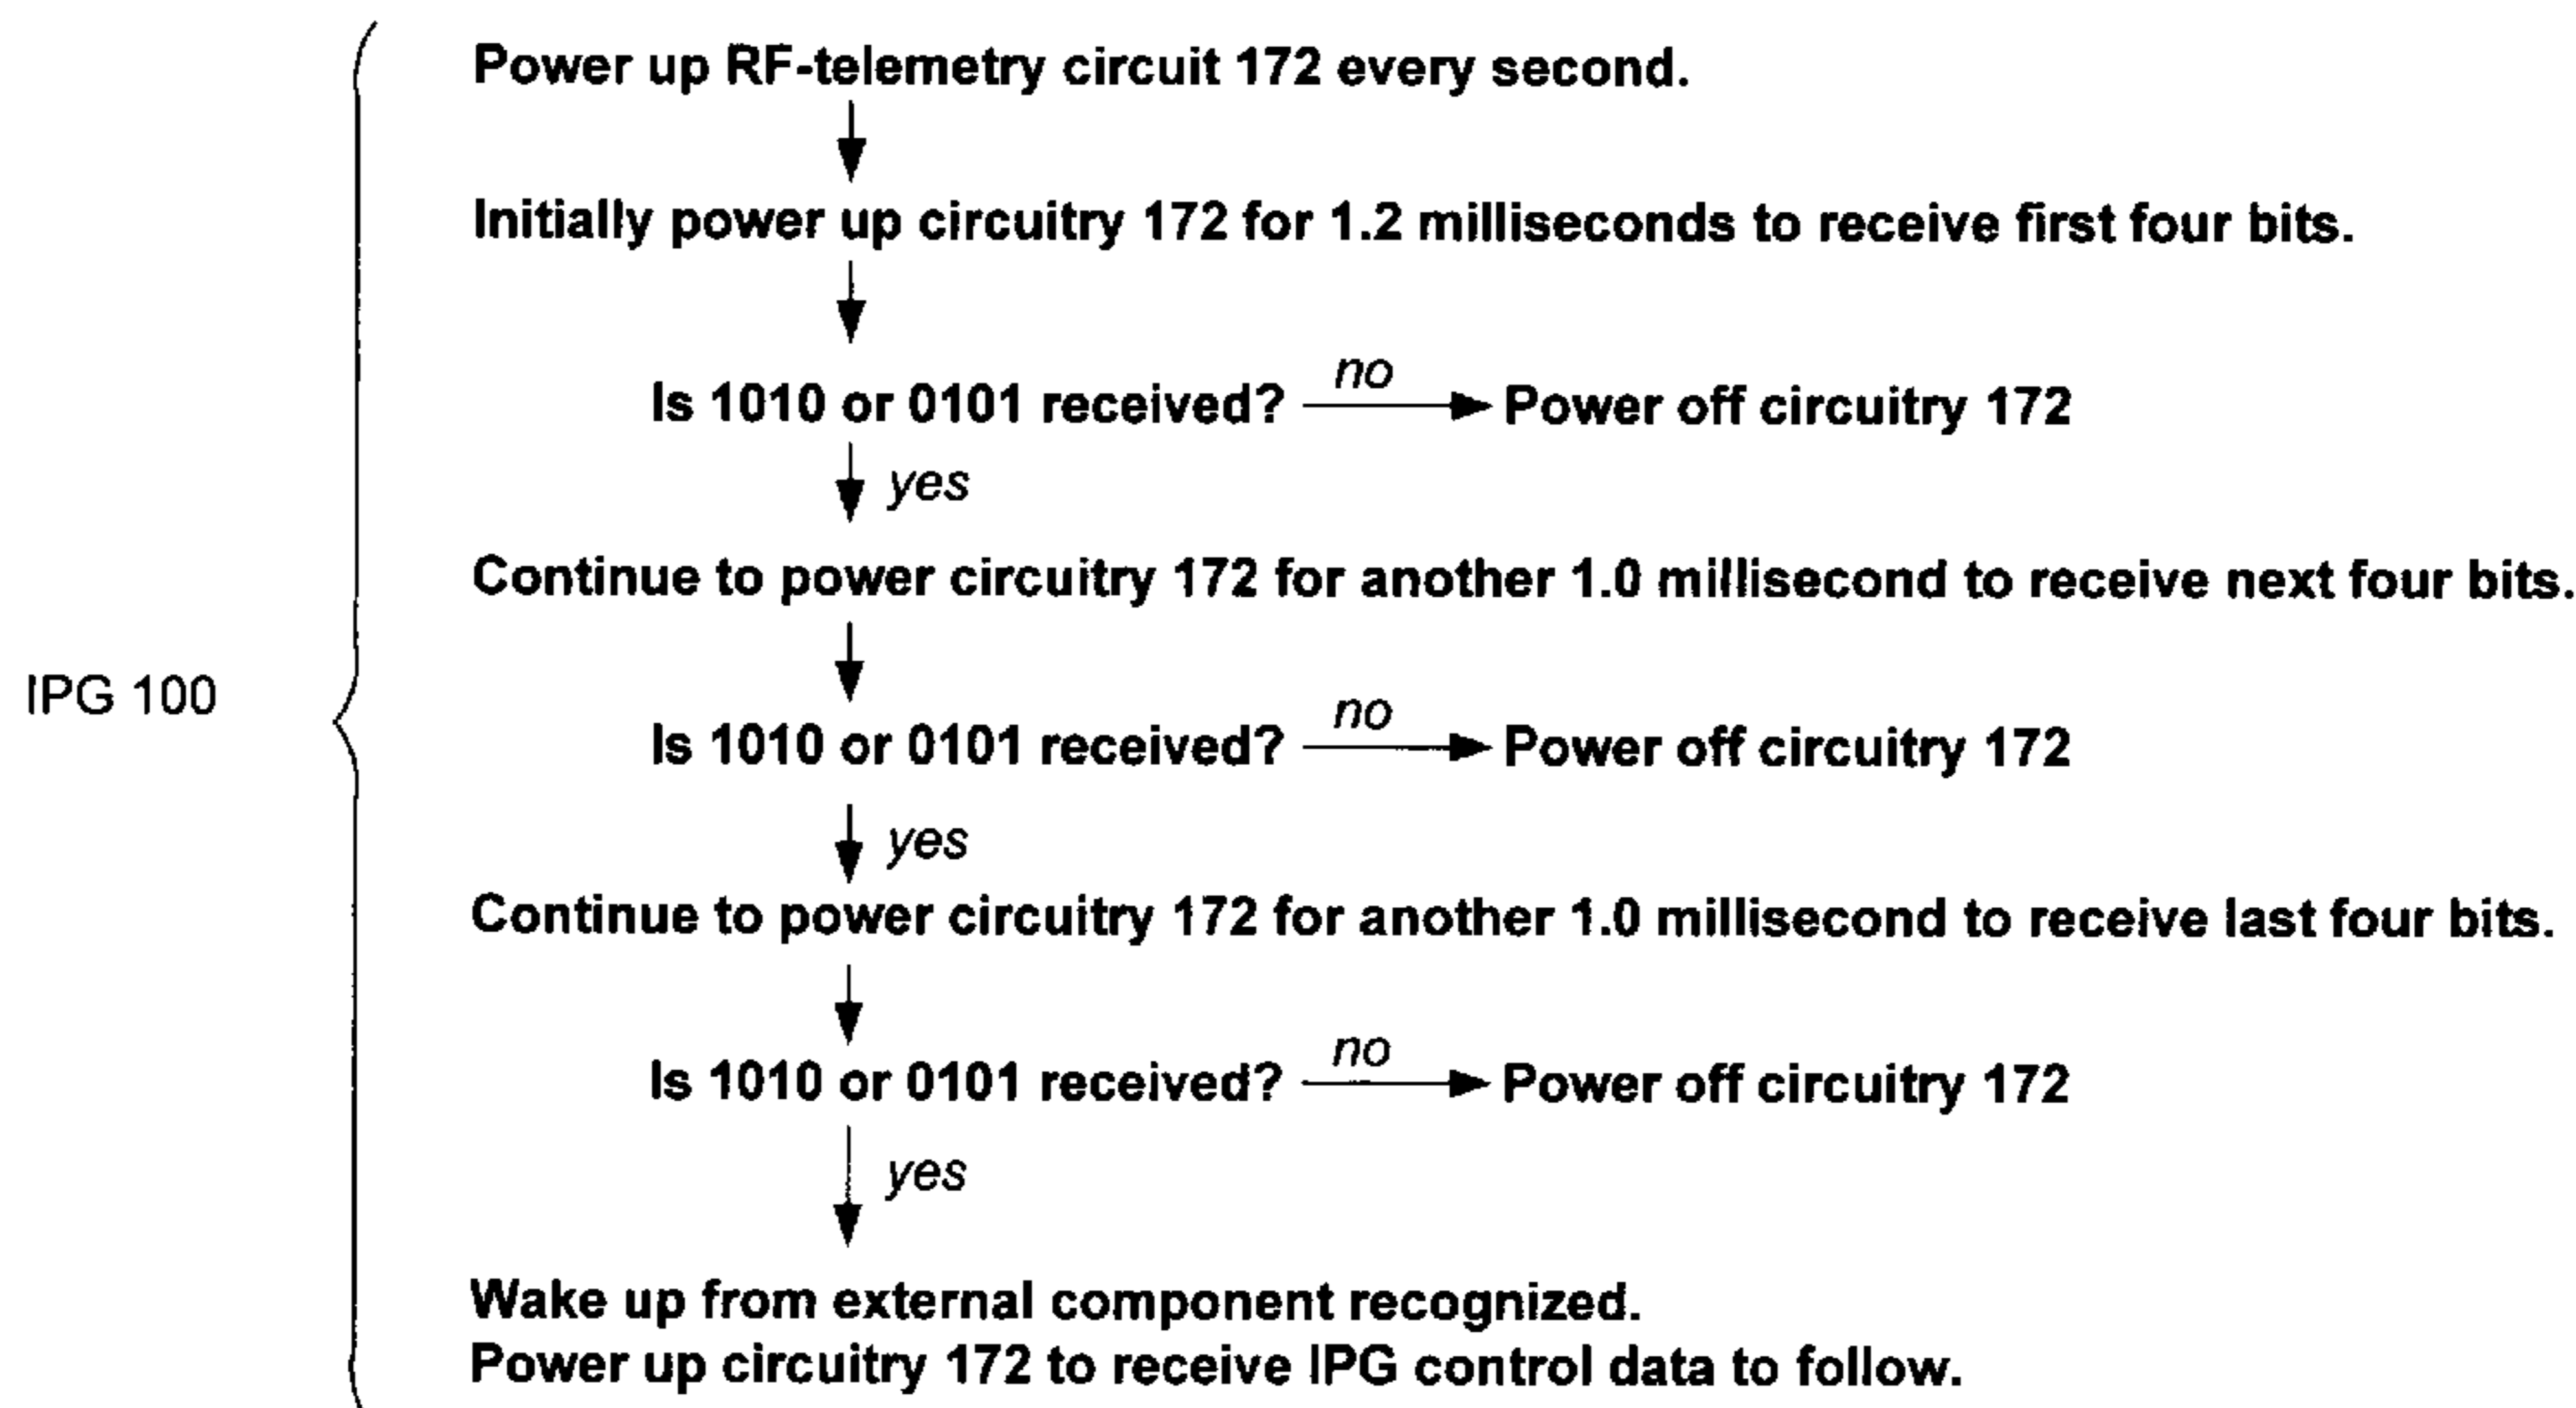 Power up RF-telemetry circuit 172 every second.
Initially power up circuitry 172 for 1.2 milliseconds to receive first four bits.
Is 1010 or 0101 received? no Power off circuitry 172
yes
Continue to power circuitry 172 for another 1.0 millisecond to receive next four bits.
IPG 100
Is 1010 or 0101 received? no Power off circuitry 172
yes
Continue to power circuitry 172 for another 1.0 millisecond to receive last four bits.
Is 1010 or 0101 received? no Power off circuitry 172
yes
Wake up from external component recognized.
Power up circuitry 172 to receive IPG control data to follow.